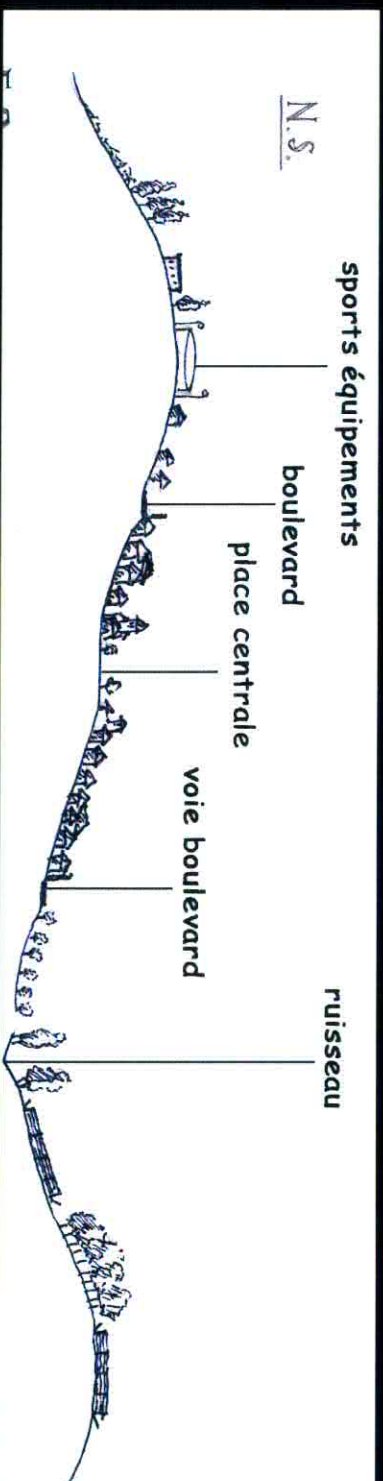 N.S.
sports équipements
boulevard
place centrale
voie boulevard
ruisseau